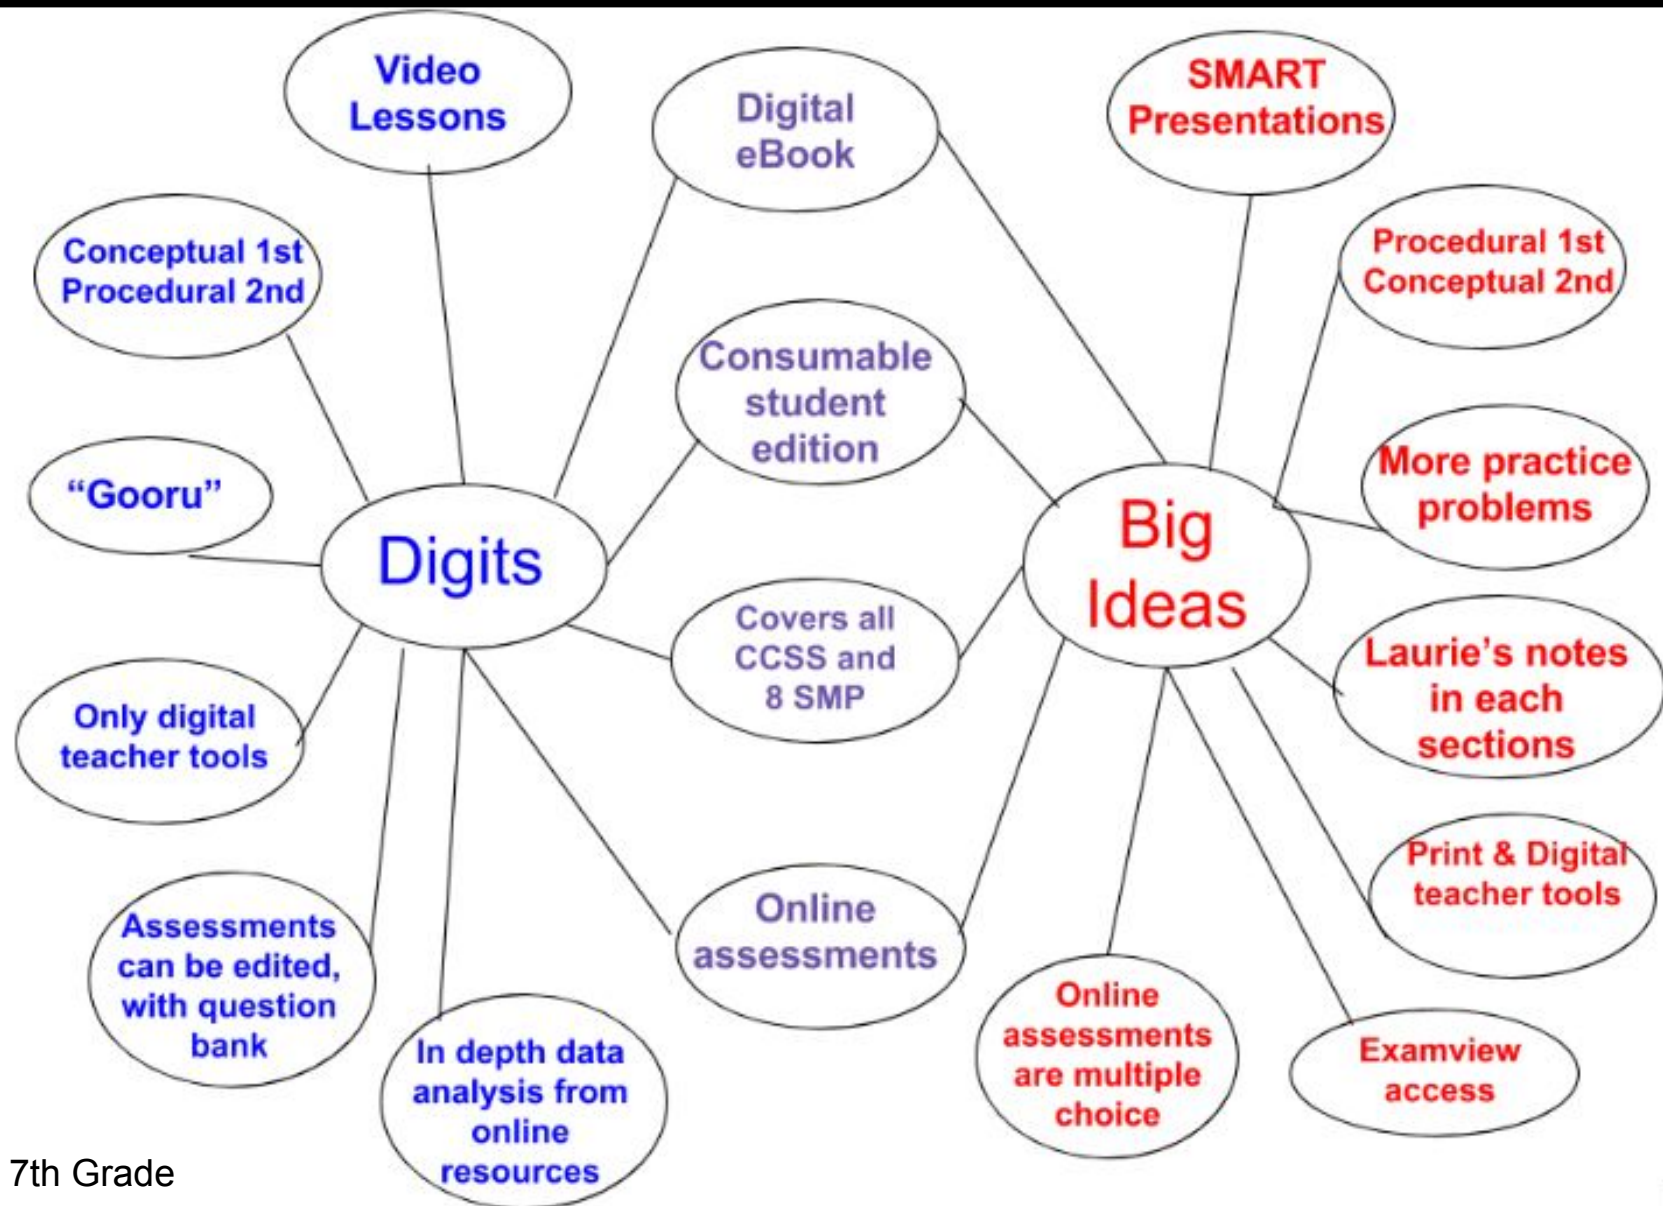 Video
Lessons
Digital
eBook
SMART
Presentations
Conceptual 1st
Procedural 2nd
Procedural 1st
Conceptual 2nd
Consumable
student
edition
“Gooru”
More practice
problems
Digits
Big
Ideas
Covers all
CCSS and
8 SMP
Laurie’s notes
in each
sections
Only digital
teacher tools
Print & Digital
teacher tools
Assessments
can be edited,
with question
bank
Online
assessments
In depth data
analysis from
online
resources
Online
assessments
are multiple
choice
Examview
access
7th Grade